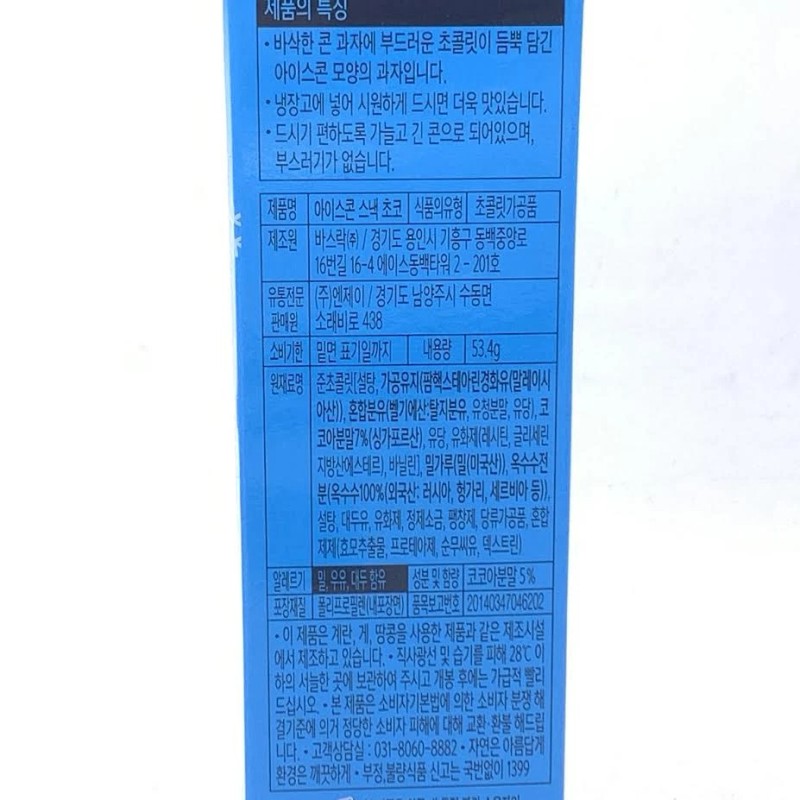 제품의 특징
• 바삭한 콘 과자에 부드러운 초콜릿이 듬뿍 담긴
아이스콘 모양의 과자입니다.
• 냉장고에 넣어 시원하게 드시면 더욱 맛있습니다.
• 드시기 편하도록 가늘고 긴 콘으로 되어있으며,
부스러기가 없습니다.
제품명 아이스콘 스낵 초코 식품의유형 초콜릿가공품
제조원 바스락㈜ / 경기도 용인시 기흥구 동백중앙로
16번길 16-4 에이스동백타워 2 - 201호
유통전문 (주)엔제이 / 경기도 남양주시 수동면
판매원 소래비로 438
소비기한 밑면 표기일까지 내용량 53.4g
원재료명 준초콜릿[설탕, 가공유지(팜핵스테아린경화유(말레이시
아산)), 혼합분유(벨기에산:탈지분유, 유청분말, 유당), 코
코아분말7%(싱가포르산), 유당, 유화제(레시틴, 글리세린
지방산에스테르), 바닐린], 밀가루(밀(미국산)), 옥수수전
분(옥수수100%(외국산: 러시아, 헝가리, 세르비아 등)),
설탕, 대두유, 유화제, 정제소금, 팽창제, 당류가공품, 혼합
제제(효모추출물, 프로테아제, 순무씨유, 덱스트린)
알레르기 밀, 우유, 대두 함유 성분 및 함량 코코아분말 5%
포장재질 폴리프로필렌(내포장면) 품목보고번호 20140347046202
• 이 제품은 계란, 게, 땅콩을 사용한 제품과 같은 제조시설
에서 제조하고 있습니다. • 직사광선 및 습기를 피해 28℃ 이
하의 서늘한 곳에 보관하여 주시고 개봉 후에는 가급적 빨리
드십시오. • 본 제품은 소비자기본법에 의한 소비자 분쟁 해
결기준에 의거 정당한 소비자 피해에 대해 교환·환불 해드립
니다. • 고객상담실 : 031-8060-8882 • 자연은 아름답게
환경은 깨끗하게 • 부정,불량식품 신고는 국번없이 1399